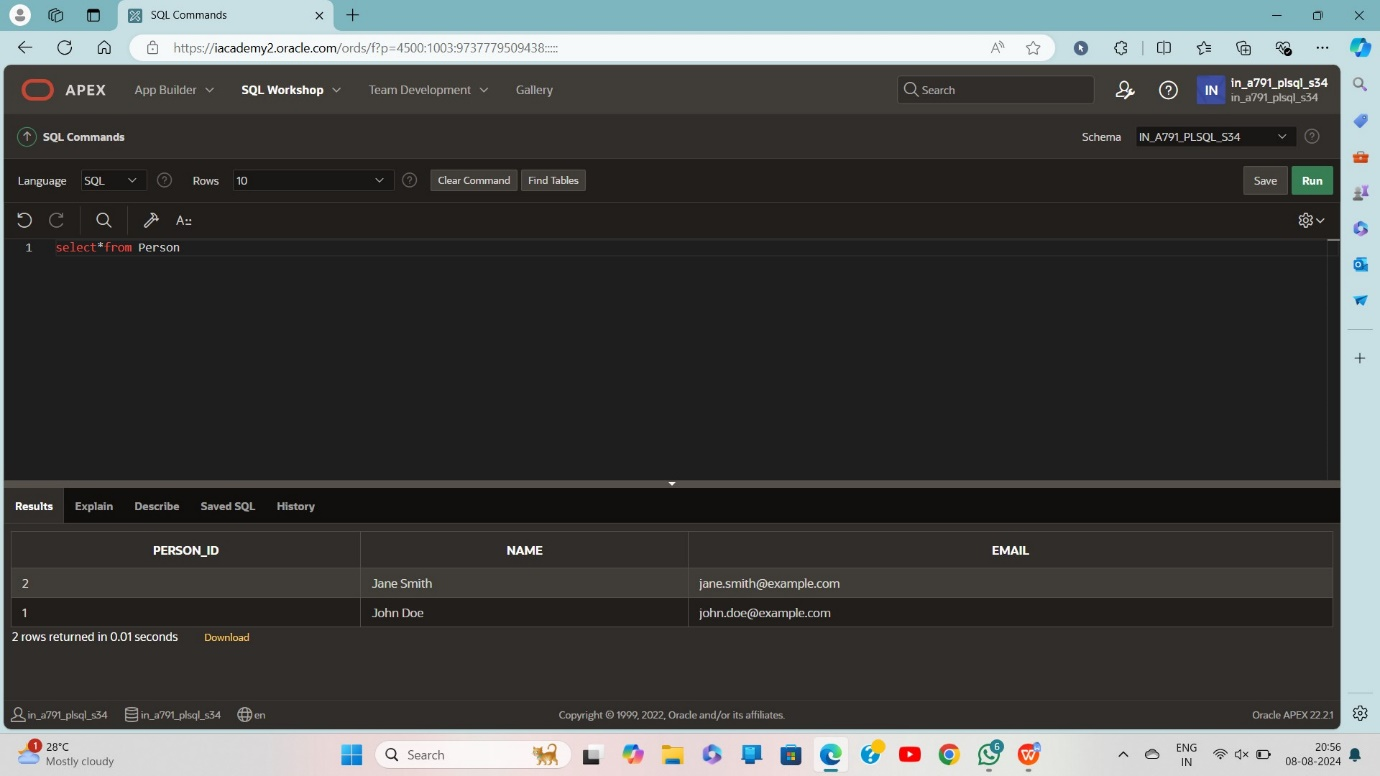 SQL Commands
https://iacademy2.oracle.com/ords/f?p=4500:1003:9737779509438:::::
APEX App Builder SQL Workshop Team Development Gallery Search IN in_a791_plsql_s34
in_a791_plsql_s34
SQL Commands Schema IN_A791_PLSQL_S34
Language SQL Rows 10 Clear Command Find Tables Save Run
A::
1 select*from Person
Results Explain Describe Saved SQL History
PERSON_ID NAME EMAIL
2 Jane Smith jane.smith@example.com
1 John Doe john.doe@example.com
2 rows returned in 0.01 seconds Download
in_a791_plsql_s34 in_a791_plsql_s34 en Copyright © 1999, 2022, Oracle and/or its affiliates. Oracle APEX 22.2.1
1 28°C Search 6 ENG 20:56
Mostly cloudy IN 08-08-2024